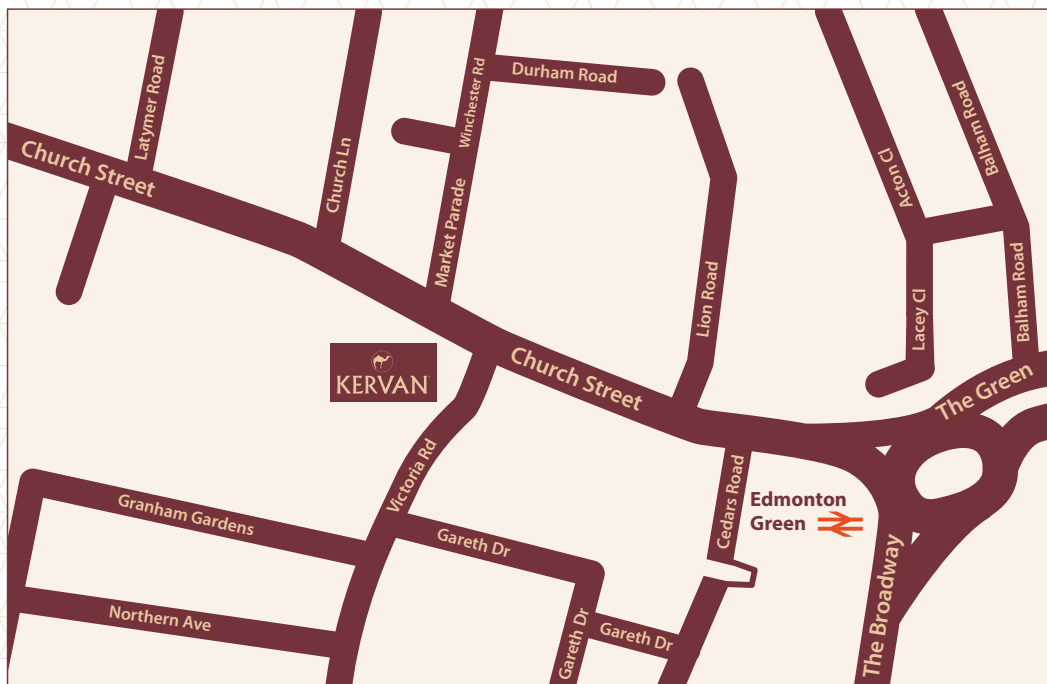 Durham Road
Latymer Road
Winchester Rd
Balham Road
Church Street
Church Ln
Acton Cl
Market Parade
Lion Road
Lacey Cl
Balham Road
KERVAN
Church Street
The Green
Victoria Rd
Granham Gardens
Cedars Road
Edmonton
Green
Gareth Dr
Northern Ave
Gareth Dr
Gareth Dr
The Broadway